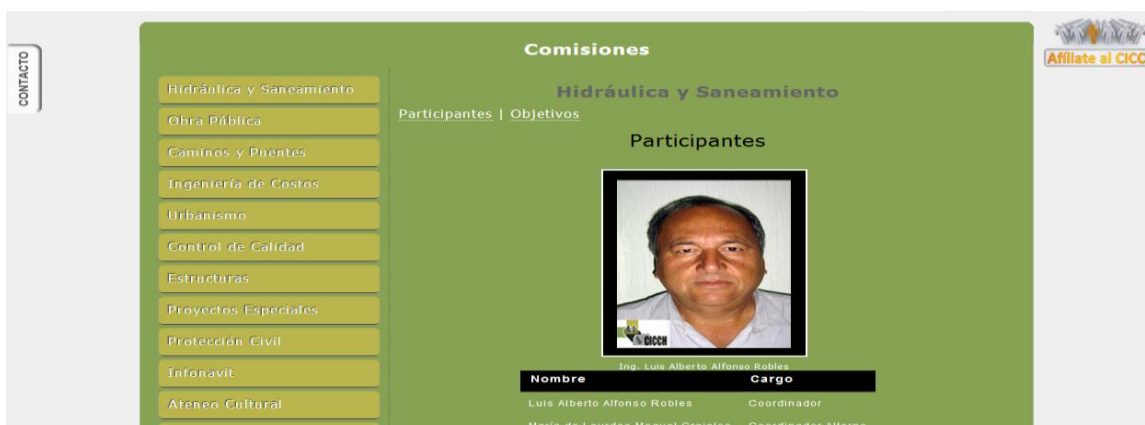 CONTACTO
Comisiones
Afíliate al CICC
Hidráulica y Saneamiento
Obra Pública
Caminos y Puentes
Ingeniería de Costos
Urbanismo
Control de Calidad
Estructuras
Proyectos Especiales
Protección Civil
Infonavit
Ateneo Cultural
Hidráulica y Saneamiento
Participantes | Objetivos
Participantes
CICCH
Ing. Luis Alberto Alfonso Robles
Nombre Cargo
Luis Alberto Alfonso Robles Coordinador